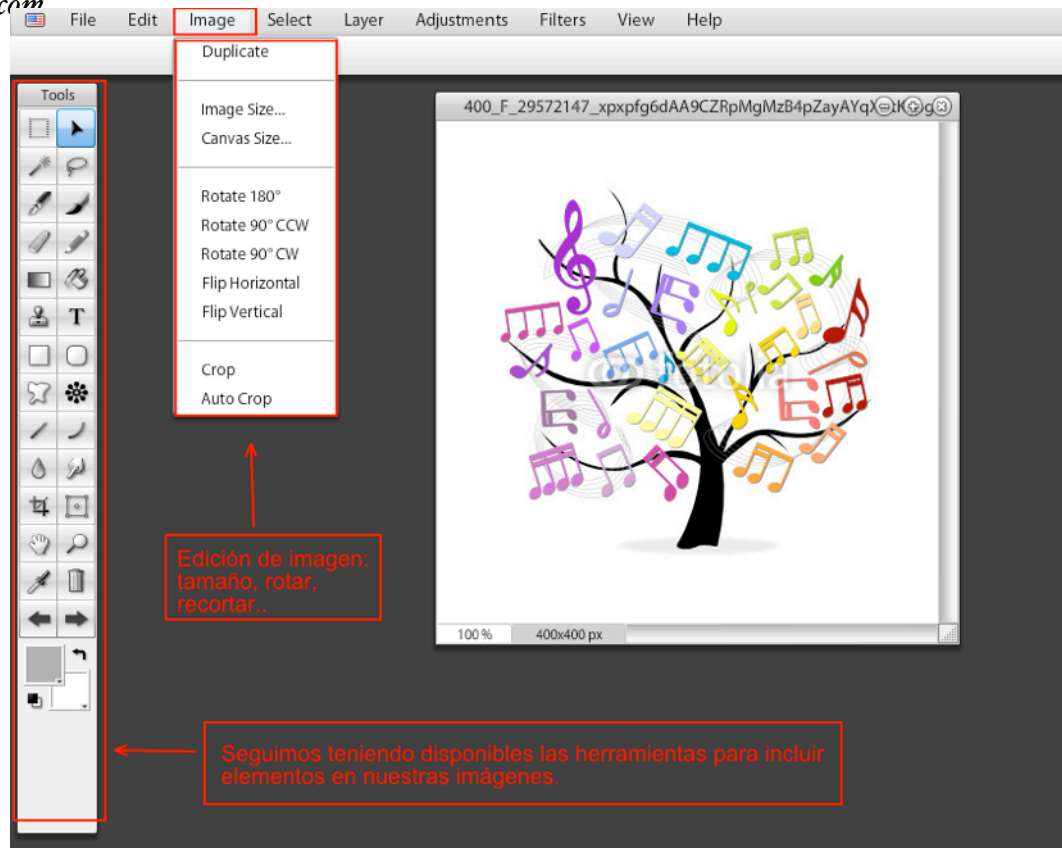 com
File Edit Image Select Layer Adjustments Filters View Help
Duplicate
Image Size...
Canvas Size...
Rotate 180°
Rotate 90° CCW
Rotate 90° CW
Flip Horizontal
Flip Vertical
Crop
Auto Crop
Tools
T
Edición de imagen:
tamaño, rotar,
recortar..
100% 400x400 px
Seguimos teniendo disponibles las herramientas para incluir
elementos en nuestras imágenes.